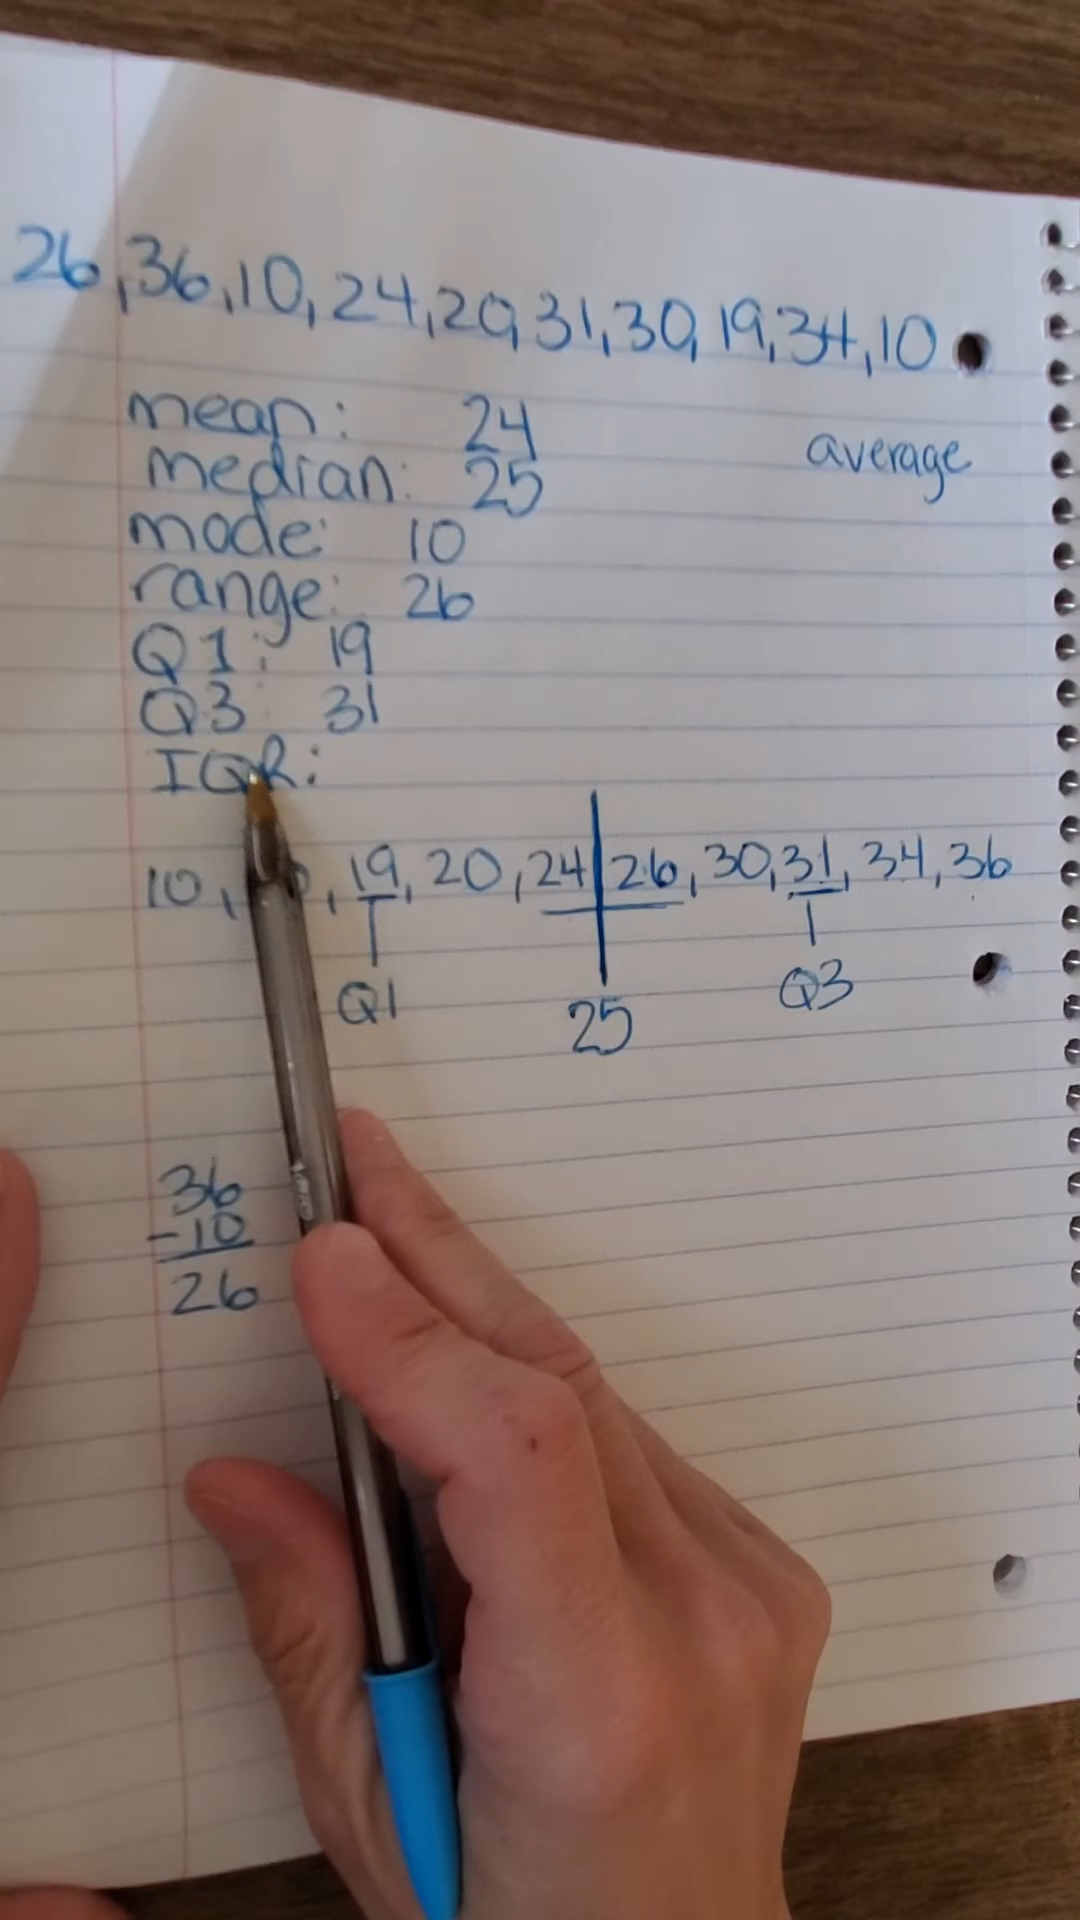 26, 36, 10, 24, 20, 31, 30, 19, 34, 10
mean: 24
average
median: 25
mode: 10
range: 26
Q1: 19
Q3: 31
IQR:
10, , 19, 20, 24 26, 30, 31, 34, 36
Q1
25
Q3
36
-10
26